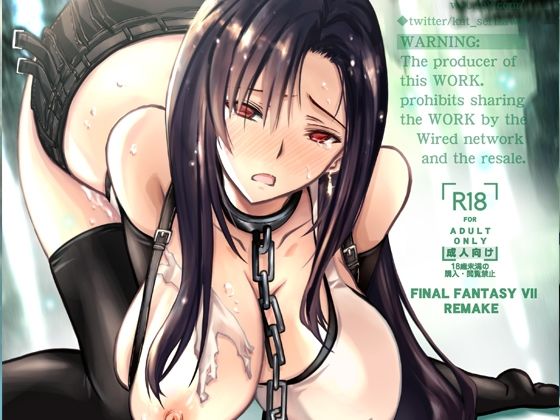 ◆twitter/
WARNING:
The producer of
this WORK.
prohibits sharing
the WORK by the
Wired network
and the resale.
R18
FOR
ADULT
ONLY
成人向け
18歳未満の
購入・閲覧禁止
FINAL FANTASY VII
REMAKE